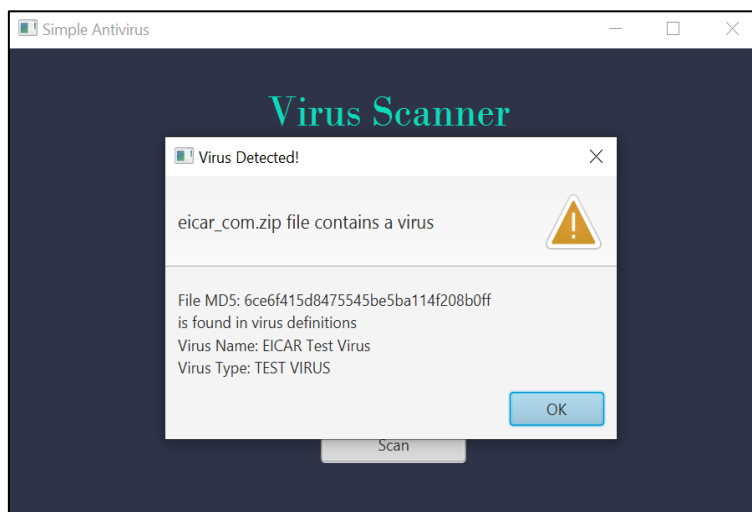 Simple Antivirus
Virus Scanner
Virus Detected!
eicar_com.zip file contains a virus
File MD5: 6ce6f415d8475545be5ba114f208b0ff
is found in virus definitions
Virus Name: EICAR Test Virus
Virus Type: TEST VIRUS
OK
Scan